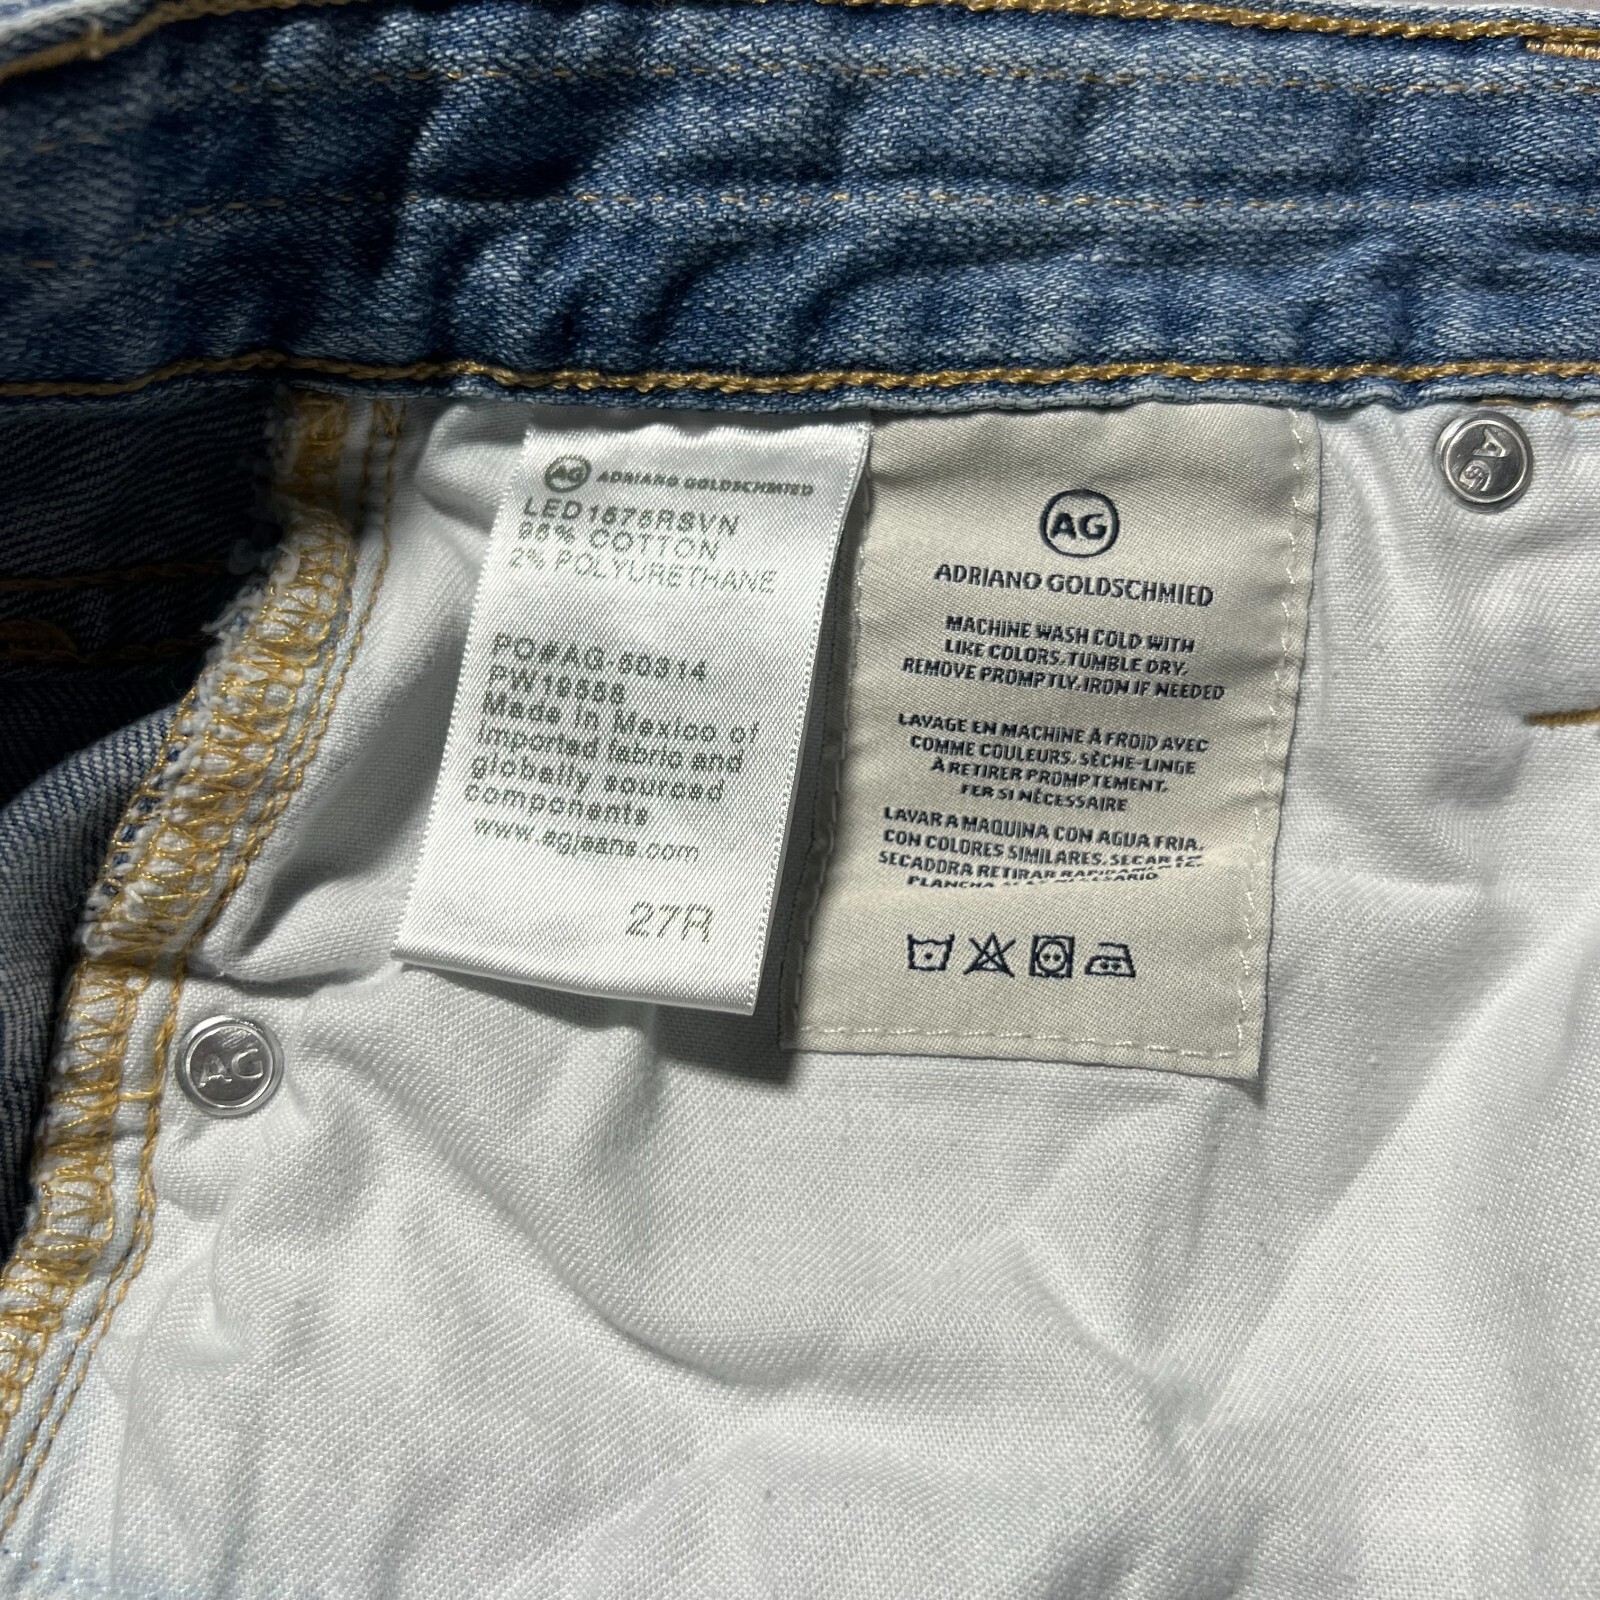 AG ADRIANO GOLDSCHMIED
LED1575RSVN
98% COTTON
2% POLYURETHANE
PO#AG-50314
PW19558
Made in Mexico of
imported fabric and
globally sourced
components
www.agjeans.com
27R
AG
ADRIANO GOLDSCHMIED
MACHINE WASH COLD WITH
LIKE COLORS, TUMBLE DRY,
REMOVE PROMPTLY, IRON IF NEEDED
LAVAGE EN MACHINE À FROID AVEC
COMME COULEURS, SÈCHE-LINGE
À RETIRER PROMPTEMENT,
FER SI NÉCESSAIRE
LAVAR A MAQUINA CON AGUA FRIA,
CON COLORES SIMILARES, SECAR
SECADORA RETIRAR RAPIDAMENTE,
PLANCHA
AG
AG